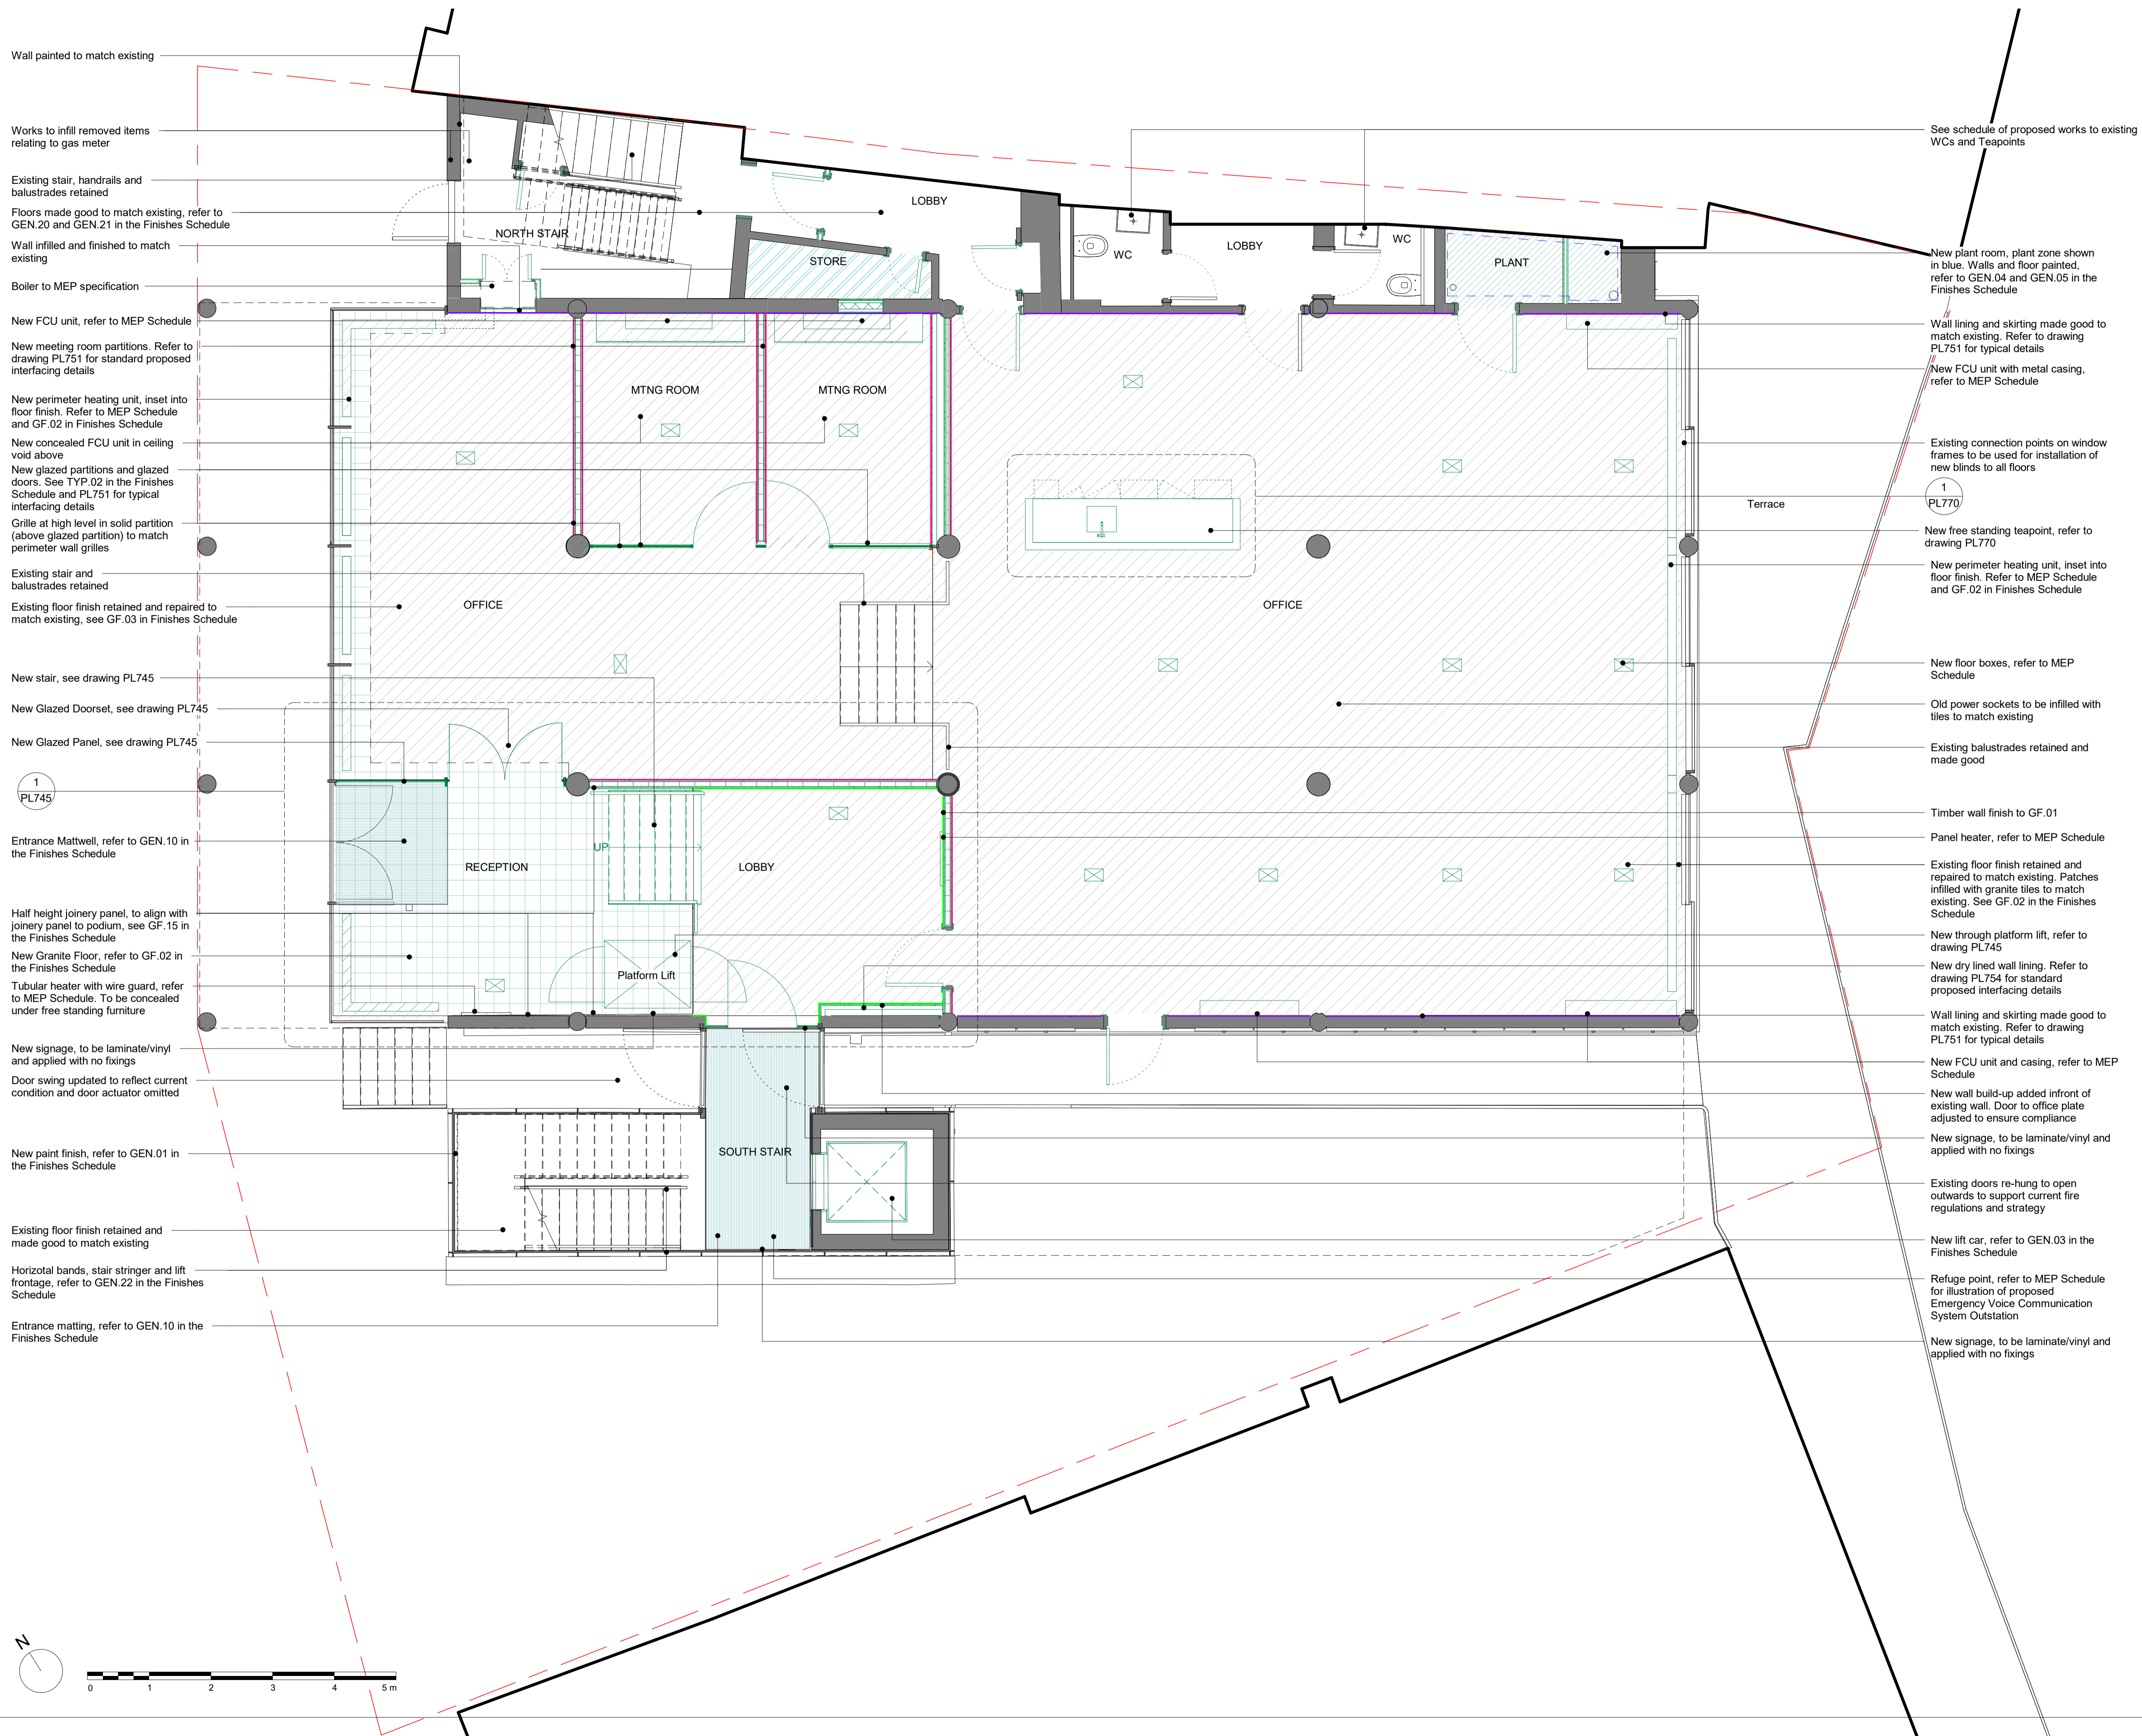 Wall painted to match existing
Works to infill removed items
relating to gas meter
Existing stair, handrails and
balustrades retained
Floors made good to match existing, refer to
GEN.20 and GEN.21 in the Finishes Schedule
Wall infilled and finished to match
existing
Boiler to MEP specification
New FCU unit, refer to MEP Schedule
New meeting room partitions. Refer to
drawing PL751 for standard proposed
interfacing details
New perimeter heating unit, inset into
floor finish. Refer to MEP Schedule
and GF.02 in Finishes Schedule
New concealed FCU unit in ceiling
void above
New glazed partitions and glazed
doors. See TYP.02 in the Finishes
Schedule and PL751 for typical
interfacing details
Grille at high level in solid partition
(above glazed partition) to match
perimeter wall grilles
Existing stair and
balustrades retained
Existing floor finish retained and repaired to
match existing, see GF.03 in Finishes Schedule
New stair, see drawing PL745
New Glazed Doorset, see drawing PL745
New Glazed Panel, see drawing PL745
1
PL745
Entrance Mattwell, refer to GEN.10 in
the Finishes Schedule
Half height joinery panel, to align with
joinery panel to podium, see GF.15 in
the Finishes Schedule
New Granite Floor, refer to GF.02 in
the Finishes Schedule
Tubular heater with wire guard, refer
to MEP Schedule. To be concealed
under free standing furniture
New signage, to be laminate/vinyl
and applied with no fixings
Door swing updated to reflect current
condition and door actuator omitted
New paint finish, refer to GEN.01 in
the Finishes Schedule
Existing floor finish retained and
made good to match existing
Horizotal bands, stair stringer and lift
frontage, refer to GEN.22 in the Finishes
Schedule
Entrance matting, refer to GEN.10 in the
Finishes Schedule
N
0 1 2 3 4 5 m
LOBBY
NORTH STAIR
STORE
WC
LOBBY
WC
PLANT
MTNG ROOM
MTNG ROOM
OFFICE
OFFICE
Terrace
UP
RECEPTION
LOBBY
Platform Lift
SOUTH STAIR
See schedule of proposed works to existing
WCs and Teapoints
New plant room, plant zone shown
in blue. Walls and floor painted,
refer to GEN.04 and GEN.05 in the
Finishes Schedule
Wall lining and skirting made good to
match existing. Refer to drawing
PL751 for typical details
New FCU unit with metal casing,
refer to MEP Schedule
Existing connection points on window
frames to be used for installation of
new blinds to all floors
1
PL770
New free standing teapoint, refer to
drawing PL770
New perimeter heating unit, inset into
floor finish. Refer to MEP Schedule
and GF.02 in Finishes Schedule
New floor boxes, refer to MEP
Schedule
Old power sockets to be infilled with
tiles to match existing
Existing balustrades retained and
made good
Timber wall finish to GF.01
Panel heater, refer to MEP Schedule
Existing floor finish retained and
repaired to match existing. Patches
infilled with granite tiles to match
existing. See GF.02 in the Finishes
Schedule
New through platform lift, refer to
drawing PL745
New dry lined wall lining. Refer to
drawing PL754 for standard
proposed interfacing details
Wall lining and skirting made good to
match existing. Refer to drawing
PL751 for typical details
New FCU unit and casing, refer to MEP
Schedule
New wall build-up added infront of
existing wall. Door to office plate
adjusted to ensure compliance
New signage, to be laminate/vinyl and
applied with no fixings
Existing doors re-hung to open
outwards to support current fire
regulations and strategy
New lift car, refer to GEN.03 in the
Finishes Schedule
Refuge point, refer to MEP Schedule
for illustration of proposed
Emergency Voice Communication
System Outstation
New signage, to be laminate/vinyl and
applied with no fixings